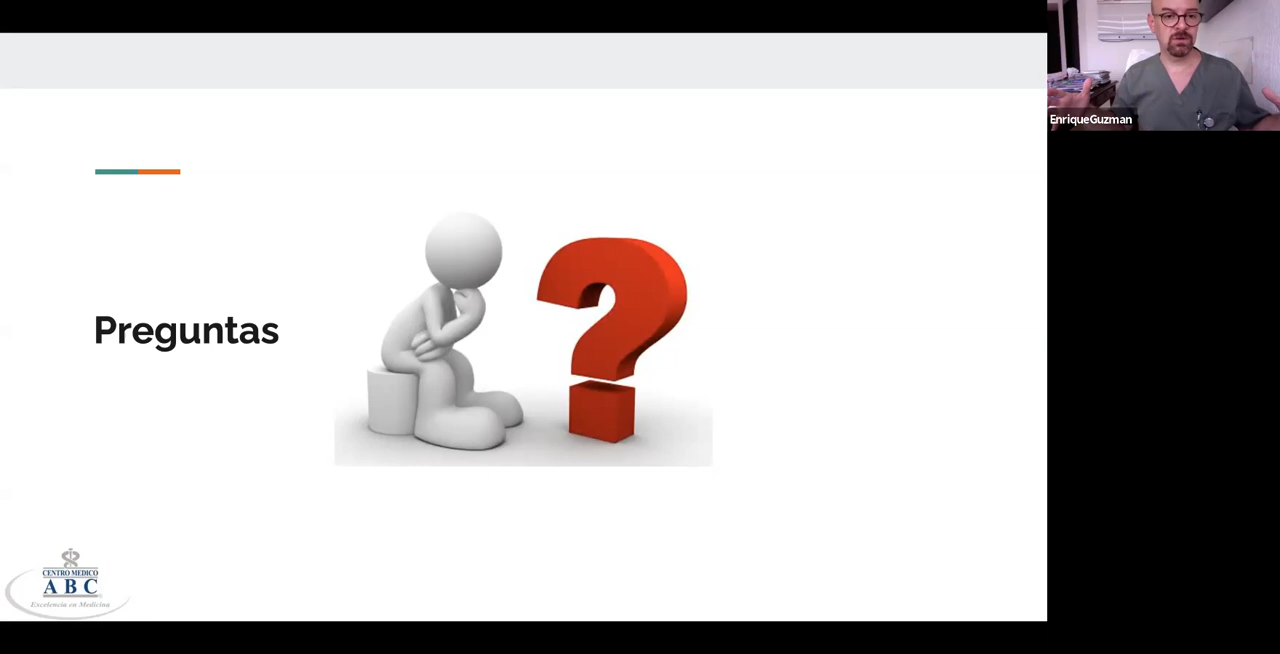 EnriqueGuzman
Preguntas
?
CENTRO MEDICO
ABC
Excelencia en Medicina